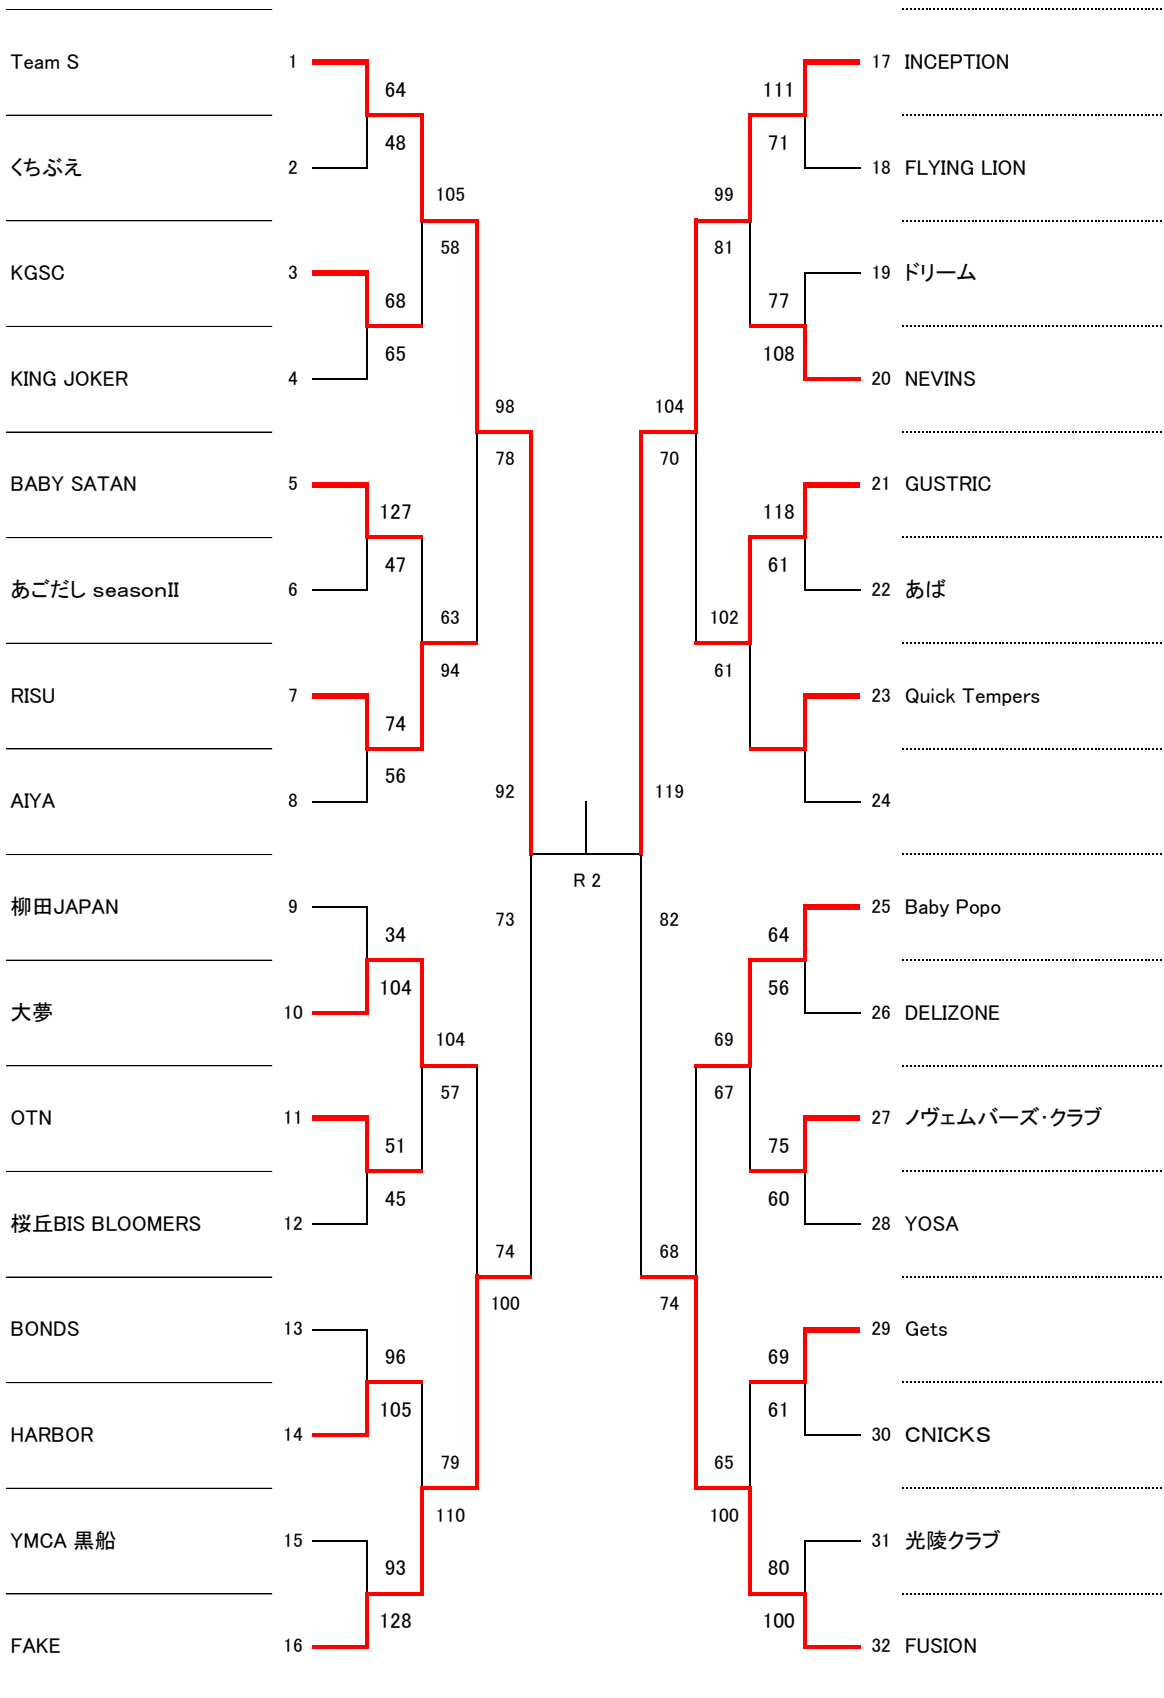 Team S 1 17 INCEPTION
64 111
48 71
くちぶえ 2 18 FLYING LION
105 99
58 81
KGSC 3 19 ドリーム
68 77
65 108
KING JOKER 4 20 NEVINS
98 104
78 70
BABY SATAN 5 21 GUSTRIC
127 118
47 61
あごだし seasonII 6 22 あば
63 102
94 61
RISU 7 23 Quick Tempers
74
56
AIYA 8 92 119 24
R 2
柳田JAPAN 9 73 82 25 Baby Popo
34 64
104 56
大夢 10 26 DELIZONE
104 69
57 67
OTN 11 27 ノヴェムバーズ・クラブ
51 75
45 60
桜丘BIS BLOOMERS 12 28 YOSA
74 68
100 74
BONDS 13 29 Gets
96 69
105 61
HARBOR 14 30 CNICKS
79 65
110 100
YMCA 黒船 15 31 光陵クラブ
93 80
128 100
FAKE 16 32 FUSION